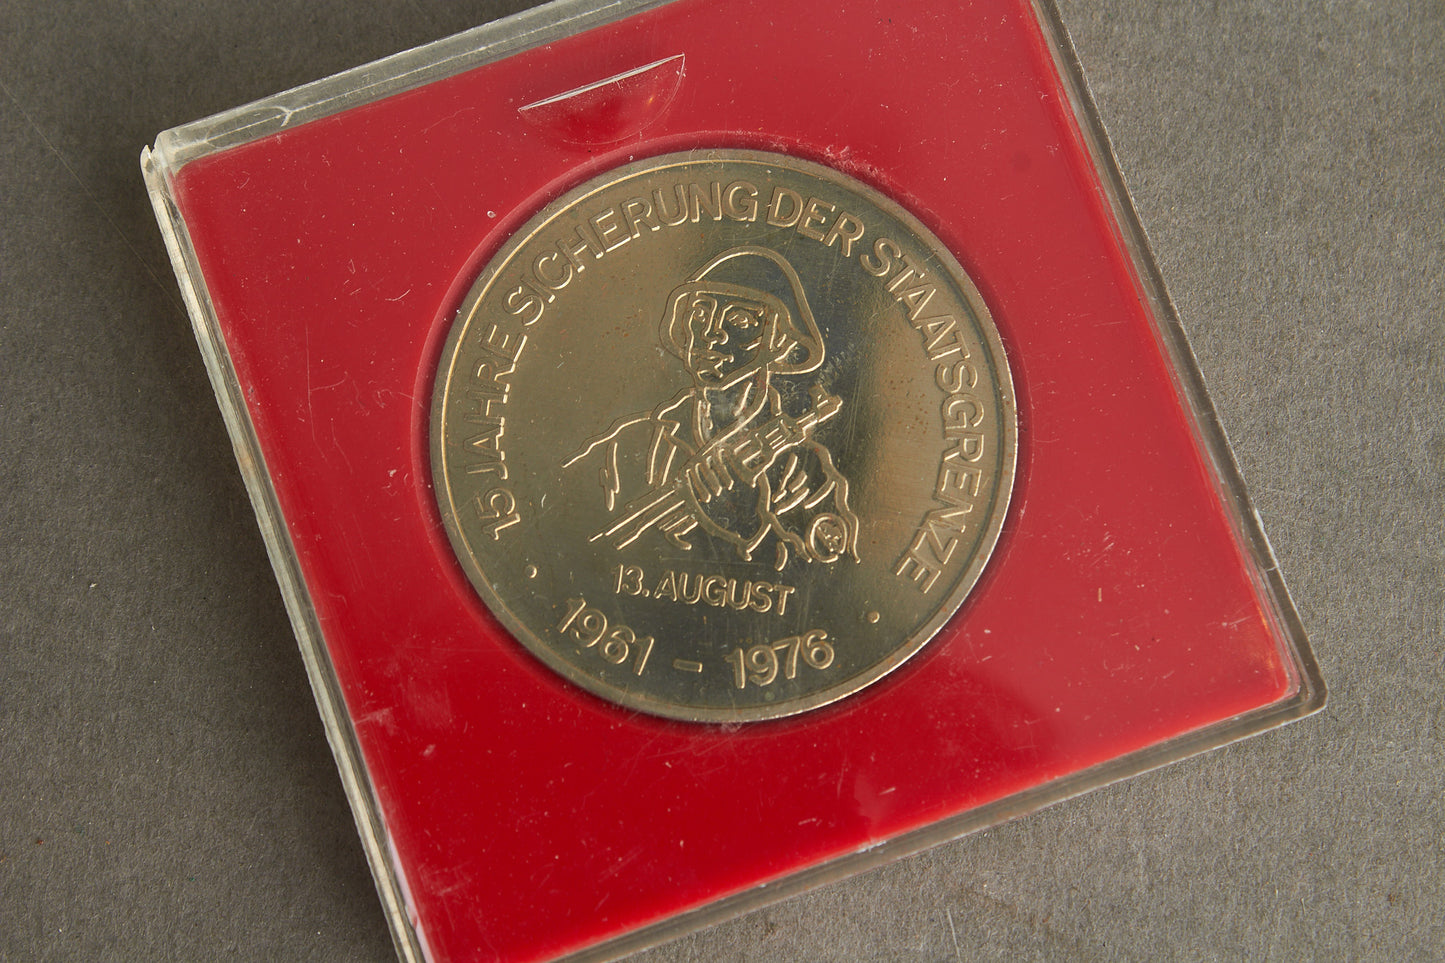 15 JAHRE SICHERUNG DER STAATSGRENZE
13. AUGUST
1961 – 1976